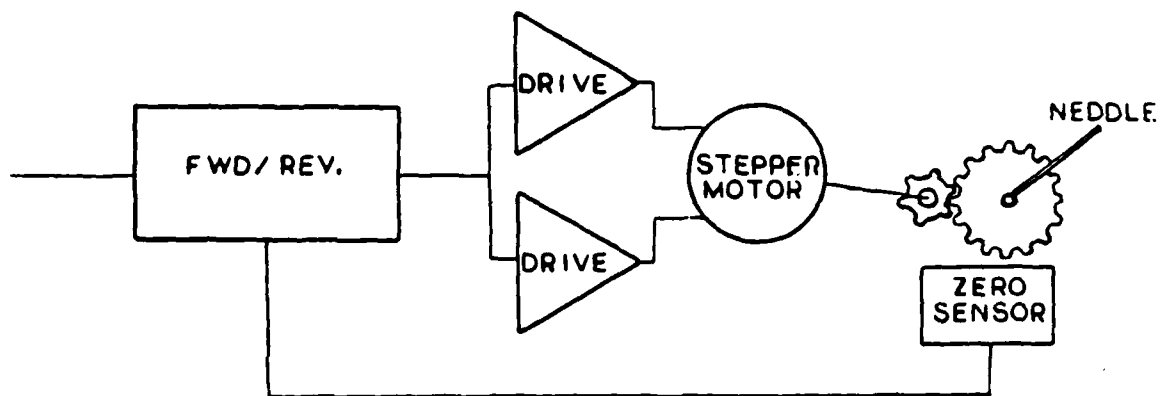 DRIVE
NEDDLE
FWD/ REV.
STEPPER
MOTOR
DRIVE
ZERO
SENSOR